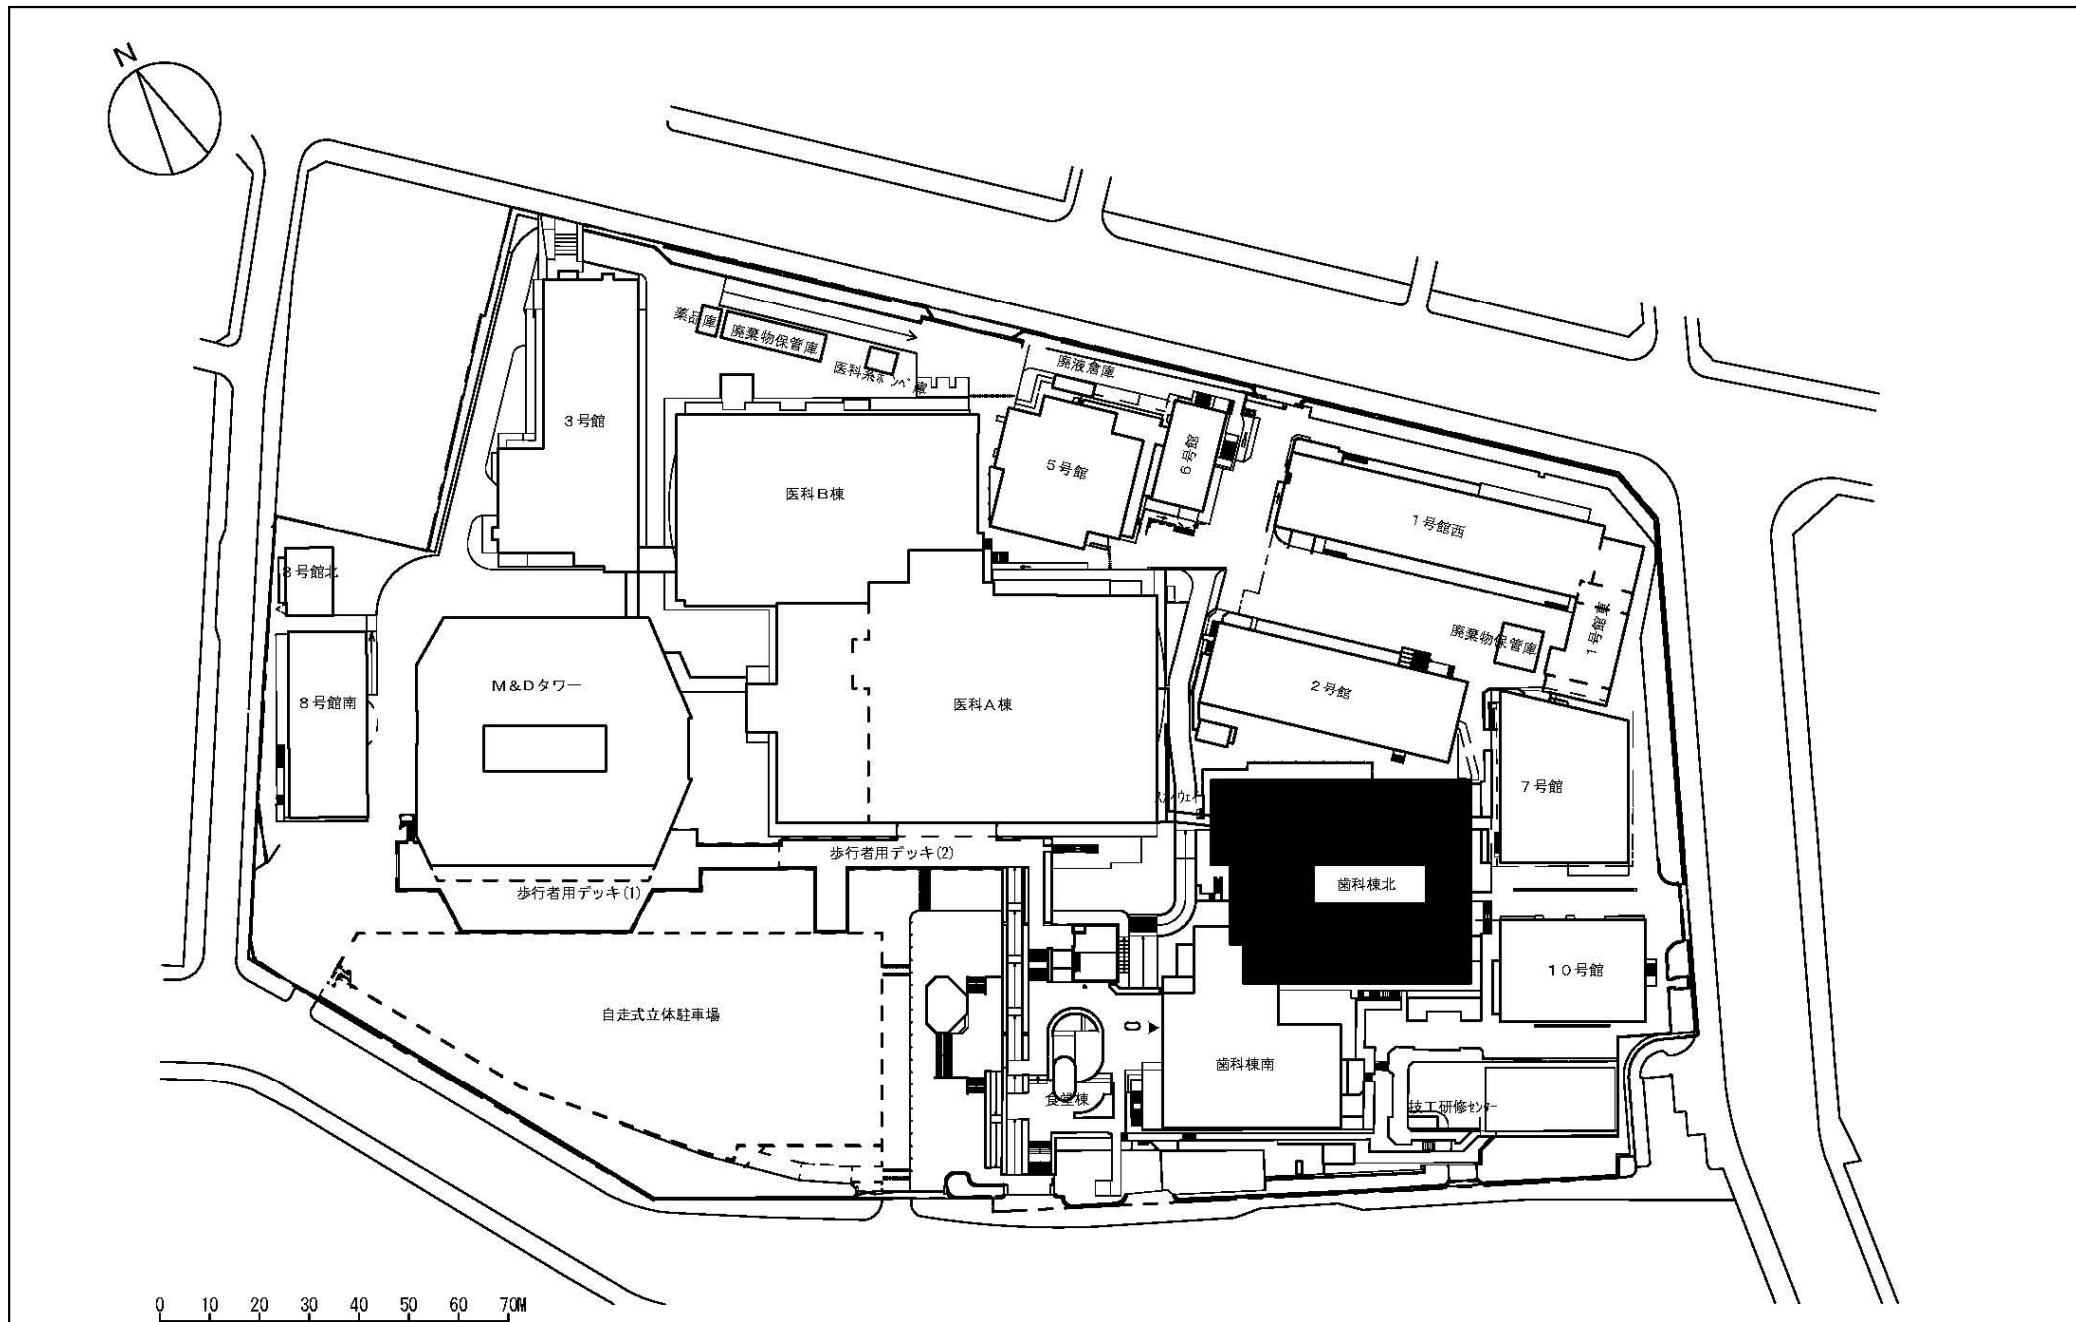 N
薬品庫
廃棄物保管庫
医科系ボンベ庫
廃液倉庫
3号館
5号館
6号館
医科B棟
1号館西
8号館北
1号館東
廃棄物保管庫
8号館南
M&Dタワー
医科A棟
2号館
7号館
歩行者用デッキ(2)
歩行者用デッキ(1)
歯科棟北
10号館
自走式立体駐車場
歯科棟南
食堂棟
技工研修センター
0 10 20 30 40 50 60 70M